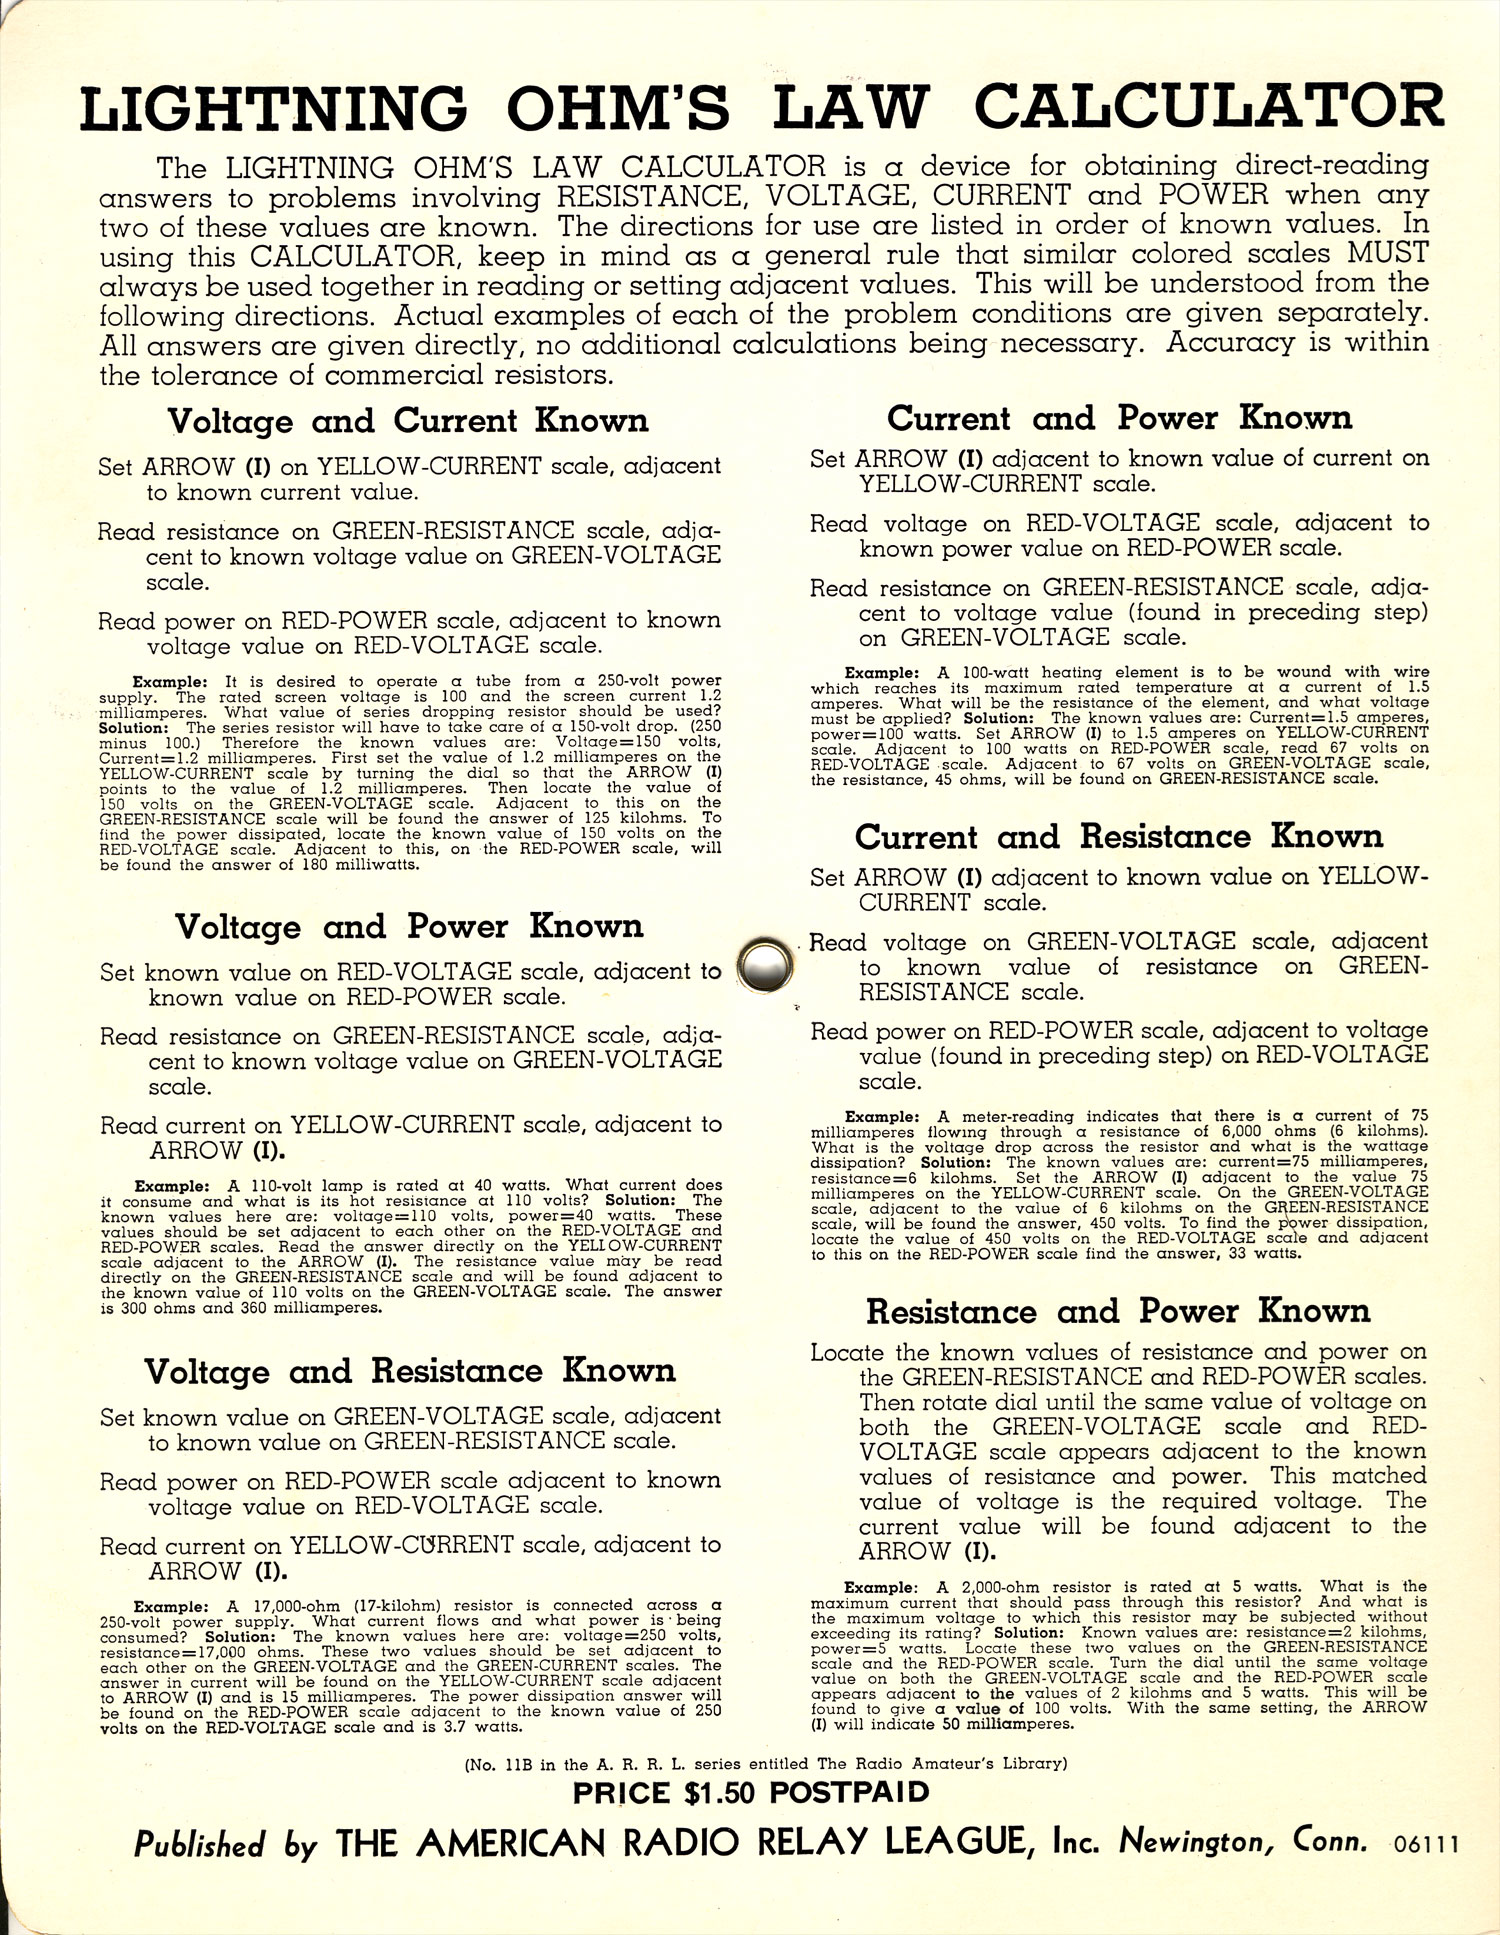 LIGHTNING OHM'S LAW CALCULATOR
The LIGHTNING OHM'S LAW CALCULATOR is a device for obtaining direct-reading
answers to problems involving RESISTANCE, VOLTAGE, CURRENT and POWER when any
two of these values are known. The directions for use are listed in order of known values. In
using this CALCULATOR, keep in mind as a general rule that similar colored scales MUST
always be used together in reading or setting adjacent values. This will be understood from the
following directions. Actual examples of each of the problem conditions are given separately.
All answers are given directly, no additional calculations being necessary. Accuracy is within
the tolerance of commercial resistors.
Voltage and Current Known
Set ARROW (I) on YELLOW-CURRENT scale, adjacent
to known current value.
Read resistance on GREEN-RESISTANCE scale, adja-
cent to known voltage value on GREEN-VOLTAGE
scale.
Read power on RED-POWER scale, adjacent to known
voltage value on RED-VOLTAGE scale.
Example: It is desired to operate a tube from a 250-volt power
supply. The rated screen voltage is 100 and the screen current 1.2
milliamperes. What value of series dropping resistor should be used?
Solution: The series resistor will have to take care of a 150-volt drop. (250
minus 100.) Therefore the known values are: Voltage=150 volts,
Current=1.2 milliamperes. First set the value of 1.2 milliamperes on the
YELLOW-CURRENT scale by turning the dial so that the ARROW (I)
points to the value of 1.2 milliamperes. Then locate the value of
150 volts on the GREEN-VOLTAGE scale. Adjacent to this on the
GREEN-RESISTANCE scale will be found the answer of 125 kilohms. To
find the power dissipated, locate the known value of 150 volts on the
RED-VOLTAGE scale. Adjacent to this, on the RED-POWER scale, will
be found the answer of 180 milliwatts.
Voltage and Power Known
Set known value on RED-VOLTAGE scale, adjacent to
known value on RED-POWER scale.
Read resistance on GREEN-RESISTANCE scale, adja-
cent to known voltage value on GREEN-VOLTAGE
scale.
Read current on YELLOW-CURRENT scale, adjacent to
ARROW (I).
Example: A 110-volt lamp is rated at 40 watts. What current does
it consume and what is its hot resistance at 110 volts? Solution: The
known values here are: voltage=110 volts, power=40 watts. These
values should be set adjacent to each other on the RED-VOLTAGE and
RED-POWER scales. Read the answer directly on the YELLOW-CURRENT
scale adjacent to the ARROW (I). The resistance value may be read
directly on the GREEN-RESISTANCE scale and will be found adjacent to
the known value of 110 volts on the GREEN-VOLTAGE scale. The answer
is 300 ohms and 360 milliamperes.
Voltage and Resistance Known
Set known value on GREEN-VOLTAGE scale, adjacent
to known value on GREEN-RESISTANCE scale.
Read power on RED-POWER scale adjacent to known
voltage value on RED-VOLTAGE scale.
Read current on YELLOW-CURRENT scale, adjacent to
ARROW (I).
Example: A 17,000-ohm (17-kilohm) resistor is connected across a
250-volt power supply. What current flows and what power is being
consumed? Solution: The known values here are: voltage=250 volts,
resistance=17,000 ohms. These two values should be set adjacent to
each other on the GREEN-VOLTAGE and the GREEN-CURRENT scales. The
answer in current will be found on the YELLOW-CURRENT scale adjacent
to ARROW (I) and is 15 milliamperes. The power dissipation answer will
be found on the RED-POWER scale adjacent to the known value of 250
volts on the RED-VOLTAGE scale and is 3.7 watts.
Current and Power Known
Set ARROW (I) adjacent to known value of current on
YELLOW-CURRENT scale.
Read voltage on RED-VOLTAGE scale, adjacent to
known power value on RED-POWER scale.
Read resistance on GREEN-RESISTANCE scale, adja-
cent to voltage value (found in preceding step)
on GREEN-VOLTAGE scale.
Example: A 100-watt heating element is to be wound with wire
which reaches its maximum rated temperature at a current of 1.5
amperes. What will be the resistance of the element, and what voltage
must be applied? Solution: The known values are: Current=1.5 amperes,
power=100 watts. Set ARROW (I) to 1.5 amperes on YELLOW-CURRENT
scale. Adjacent to 100 watts on RED-POWER scale, read 67 volts on
RED-VOLTAGE scale. Adjacent to 67 volts on GREEN-VOLTAGE scale,
the resistance, 45 ohms, will be found on GREEN-RESISTANCE scale.
Current and Resistance Known
Set ARROW (I) adjacent to known value on YELLOW-
CURRENT scale.
Read voltage on GREEN-VOLTAGE scale, adjacent
to known value of resistance on GREEN-
RESISTANCE scale.
Read power on RED-POWER scale, adjacent to voltage
value (found in preceding step) on RED-VOLTAGE
scale.
Example: A meter-reading indicates that there is a current of 75
milliamperes flowing through a resistance of 6,000 ohms (6 kilohms).
What is the voltage drop across the resistor and what is the wattage
dissipation? Solution: The known values are: current=75 milliamperes,
resistance=6 kilohms. Set the ARROW (I) adjacent to the value 75
milliamperes on the YELLOW-CURRENT scale. On the GREEN-VOLTAGE
scale, adjacent to the value of 6 kilohms on the GREEN-RESISTANCE
scale, will be found the answer, 450 volts. To find the power dissipation,
locate the value of 450 volts on the RED-VOLTAGE scale and adjacent
to this on the RED-POWER scale find the answer, 33 watts.
Resistance and Power Known
Locate the known values of resistance and power on
the GREEN-RESISTANCE and RED-POWER scales.
Then rotate dial until the same value of voltage on
both the GREEN-VOLTAGE scale and RED-
VOLTAGE scale appears adjacent to the known
values of resistance and power. This matched
value of voltage is the required voltage. The
current value will be found adjacent to the
ARROW (I).
Example: A 2,000-ohm resistor is rated at 5 watts. What is the
maximum current that should pass through this resistor? And what is
the maximum voltage to which this resistor may be subjected without
exceeding its rating? Solution: Known values are: resistance=2 kilohms,
power=5 watts. Locate these two values on the GREEN-RESISTANCE
scale and the RED-POWER scale. Turn the dial until the same voltage
value on both the GREEN-VOLTAGE scale and the RED-POWER scale
appears adjacent to the values of 2 kilohms and 5 watts. This will be
found to give a value of 100 volts. With the same setting, the ARROW
(I) will indicate 50 milliamperes.
(No. 11B in the A. R. R. L. series entitled The Radio Amateur's Library)
PRICE $1.50 POSTPAID
Published by THE AMERICAN RADIO RELAY LEAGUE, Inc. Newington, Conn. 06111